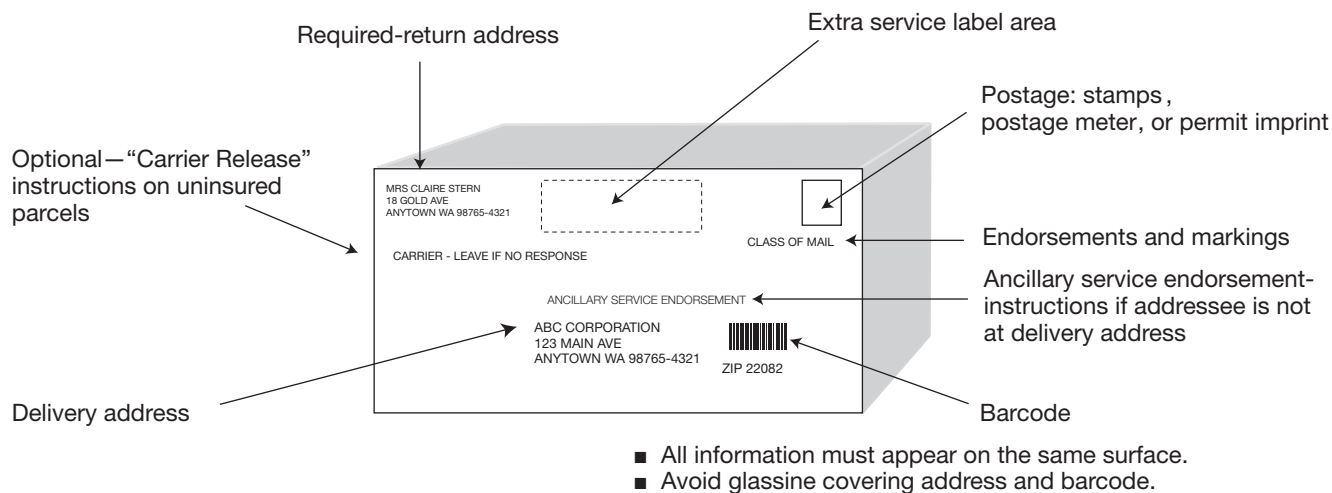 Required-return address
Extra service label area
Postage: stamps,
postage meter, or permit imprint
Optional—“Carrier Release”
instructions on uninsured
parcels
MRS CLAIRE STERN
18 GOLD AVE
ANYTOWN WA 98765-4321
CLASS OF MAIL
Endorsements and markings
CARRIER - LEAVE IF NO RESPONSE
ANCILLARY SERVICE ENDORSEMENT
Ancillary service endorsement-
instructions if addressee is not
at delivery address
ABC CORPORATION
123 MAIN AVE
ANYTOWN WA 98765-4321
ZIP 22082
Delivery address
Barcode
■ All information must appear on the same surface.
■ Avoid glassine covering address and barcode.